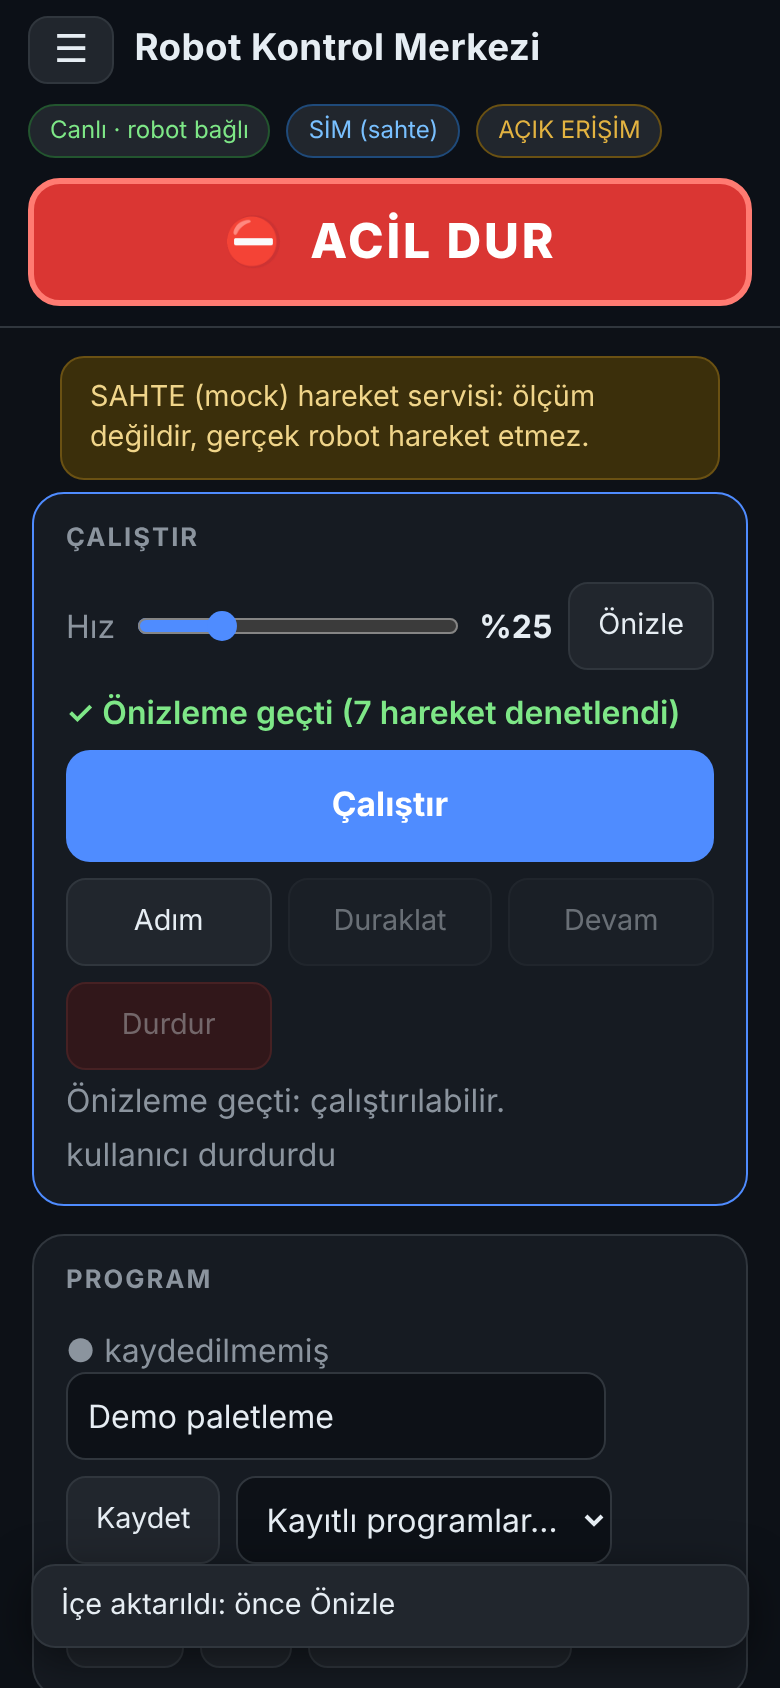 ☰ Robot Kontrol Merkezi
Canlı · robot bağlı SİM (sahte) AÇIK ERİŞİM
⛔ ACİL DUR
SAHTE (mock) hareket servisi: ölçüm
değildir, gerçek robot hareket etmez.
ÇALIŞTIR
Hız %25 Önizle
✓ Önizleme geçti (7 hareket denetlendi)
Çalıştır
Adım Duraklat Devam
Durdur
Önizleme geçti: çalıştırılabilir.
kullanıcı durdurdu
PROGRAM
● kaydedilmemiş
Demo paletleme
Kaydet Kayıtlı programlar...
İçe aktarıldı: önce Önizle